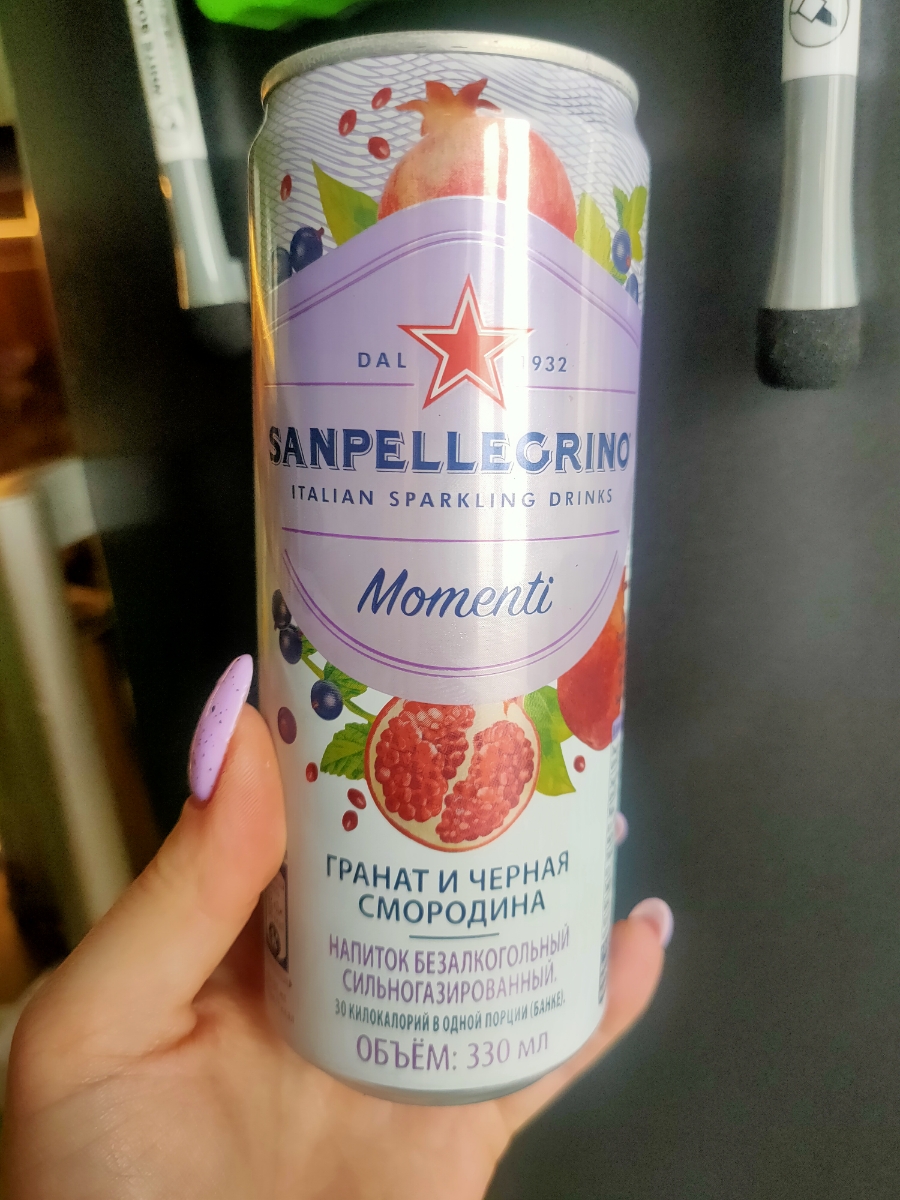 DAL 1932
SANPELLEGRINO
ITALIAN SPARKLING DRINKS
Momenti
ГРАНАТ И ЧЕРНАЯ
СМОРОДИНА
НАПИТОК БЕЗАЛКОГОЛЬНЫЙ
СИЛЬНОГАЗИРОВАННЫЙ.
30 КИЛОКАЛОРИЙ В ОДНОЙ ПОРЦИИ (БАНКЕ).
ОБЪЁМ: 330 мл